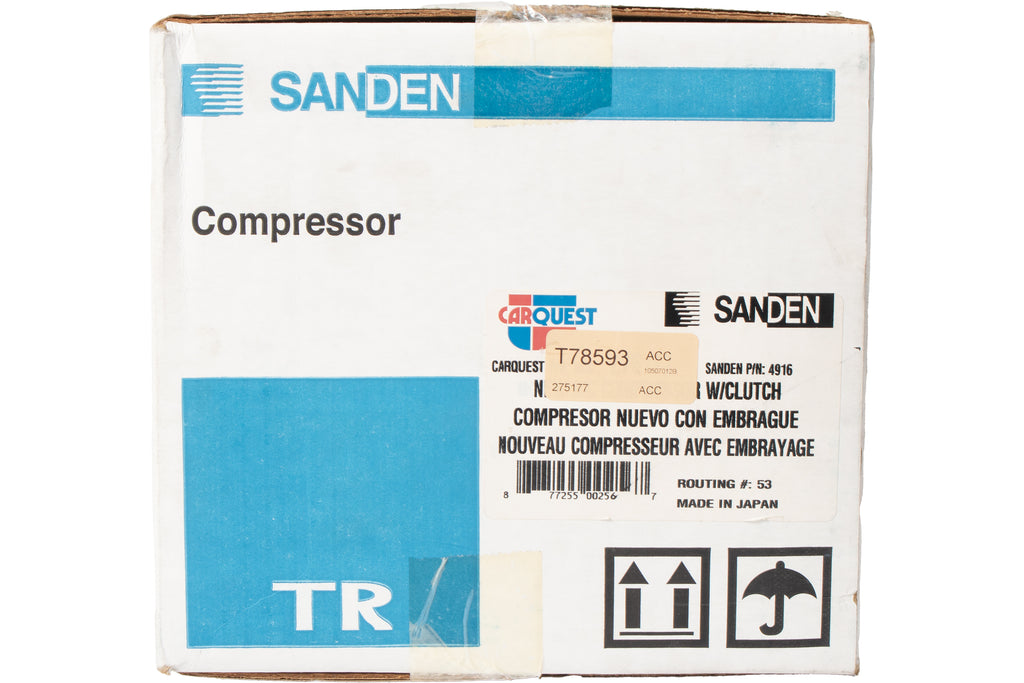 SANDEN
Compressor
CARQUEST
SANDEN
T78593 ACC
10507012B
275177 ACC
CARQUEST
SANDEN P/N: 4916
W/CLUTCH
COMPRESOR NUEVO CON EMBRAGUE
NOUVEAU COMPRESSEUR AVEC EMBRAYAGE
8 77255 00256 7
ROUTING #: 53
MADE IN JAPAN
TR